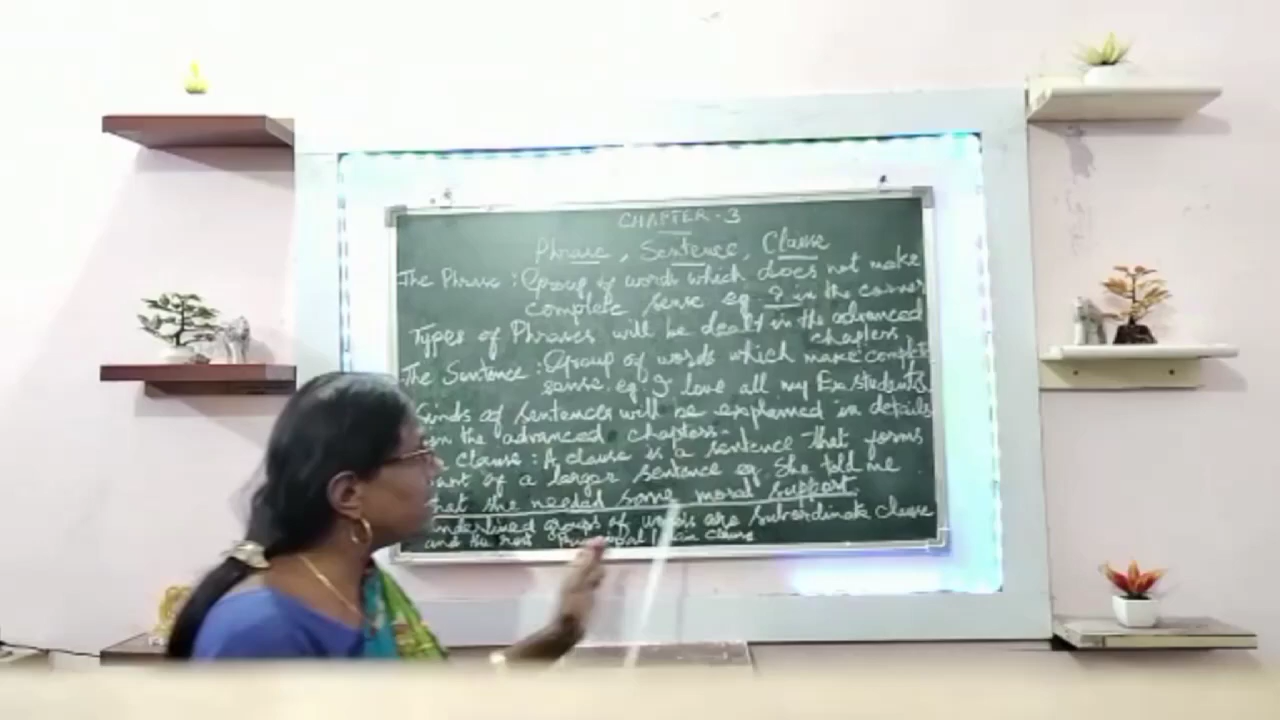 CHAPTER-3
Phrase, Sentence, Clause
The Phrase: Group of words which does not make
complete sense eg. ? in the corner
Types of Phrases will be dealt in the advanced
chapters
The Sentence: Group of words which make complete
sense. eg. I love all my Ex. students
Kinds of sentences will be explained in details
in the advanced chapters.
Clause: A clause is a sentence that forms
part of a larger sentence eg. She told me
that she needed some moral support.
underlined groups of words are subordinate clause
and the rest Principal / Main clause